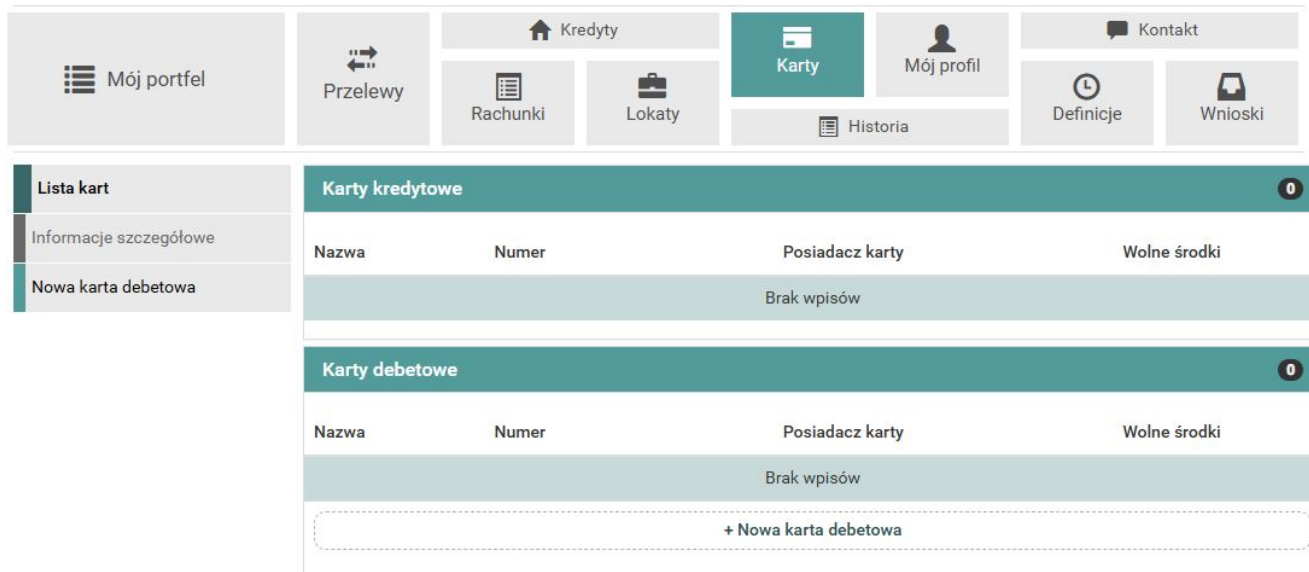 Mój portfel
Przelewy
Kredyty
Rachunki
Lokaty
Karty
Mój profil
Historia
Kontakt
Definicje
Wnioski
Lista kart
Informacje szczegółowe
Nowa karta debetowa
Karty kredytowe 0
Nazwa Numer Posiadacz karty Wolne środki
Brak wpisów
Karty debetowe 0
Nazwa Numer Posiadacz karty Wolne środki
Brak wpisów
+ Nowa karta debetowa